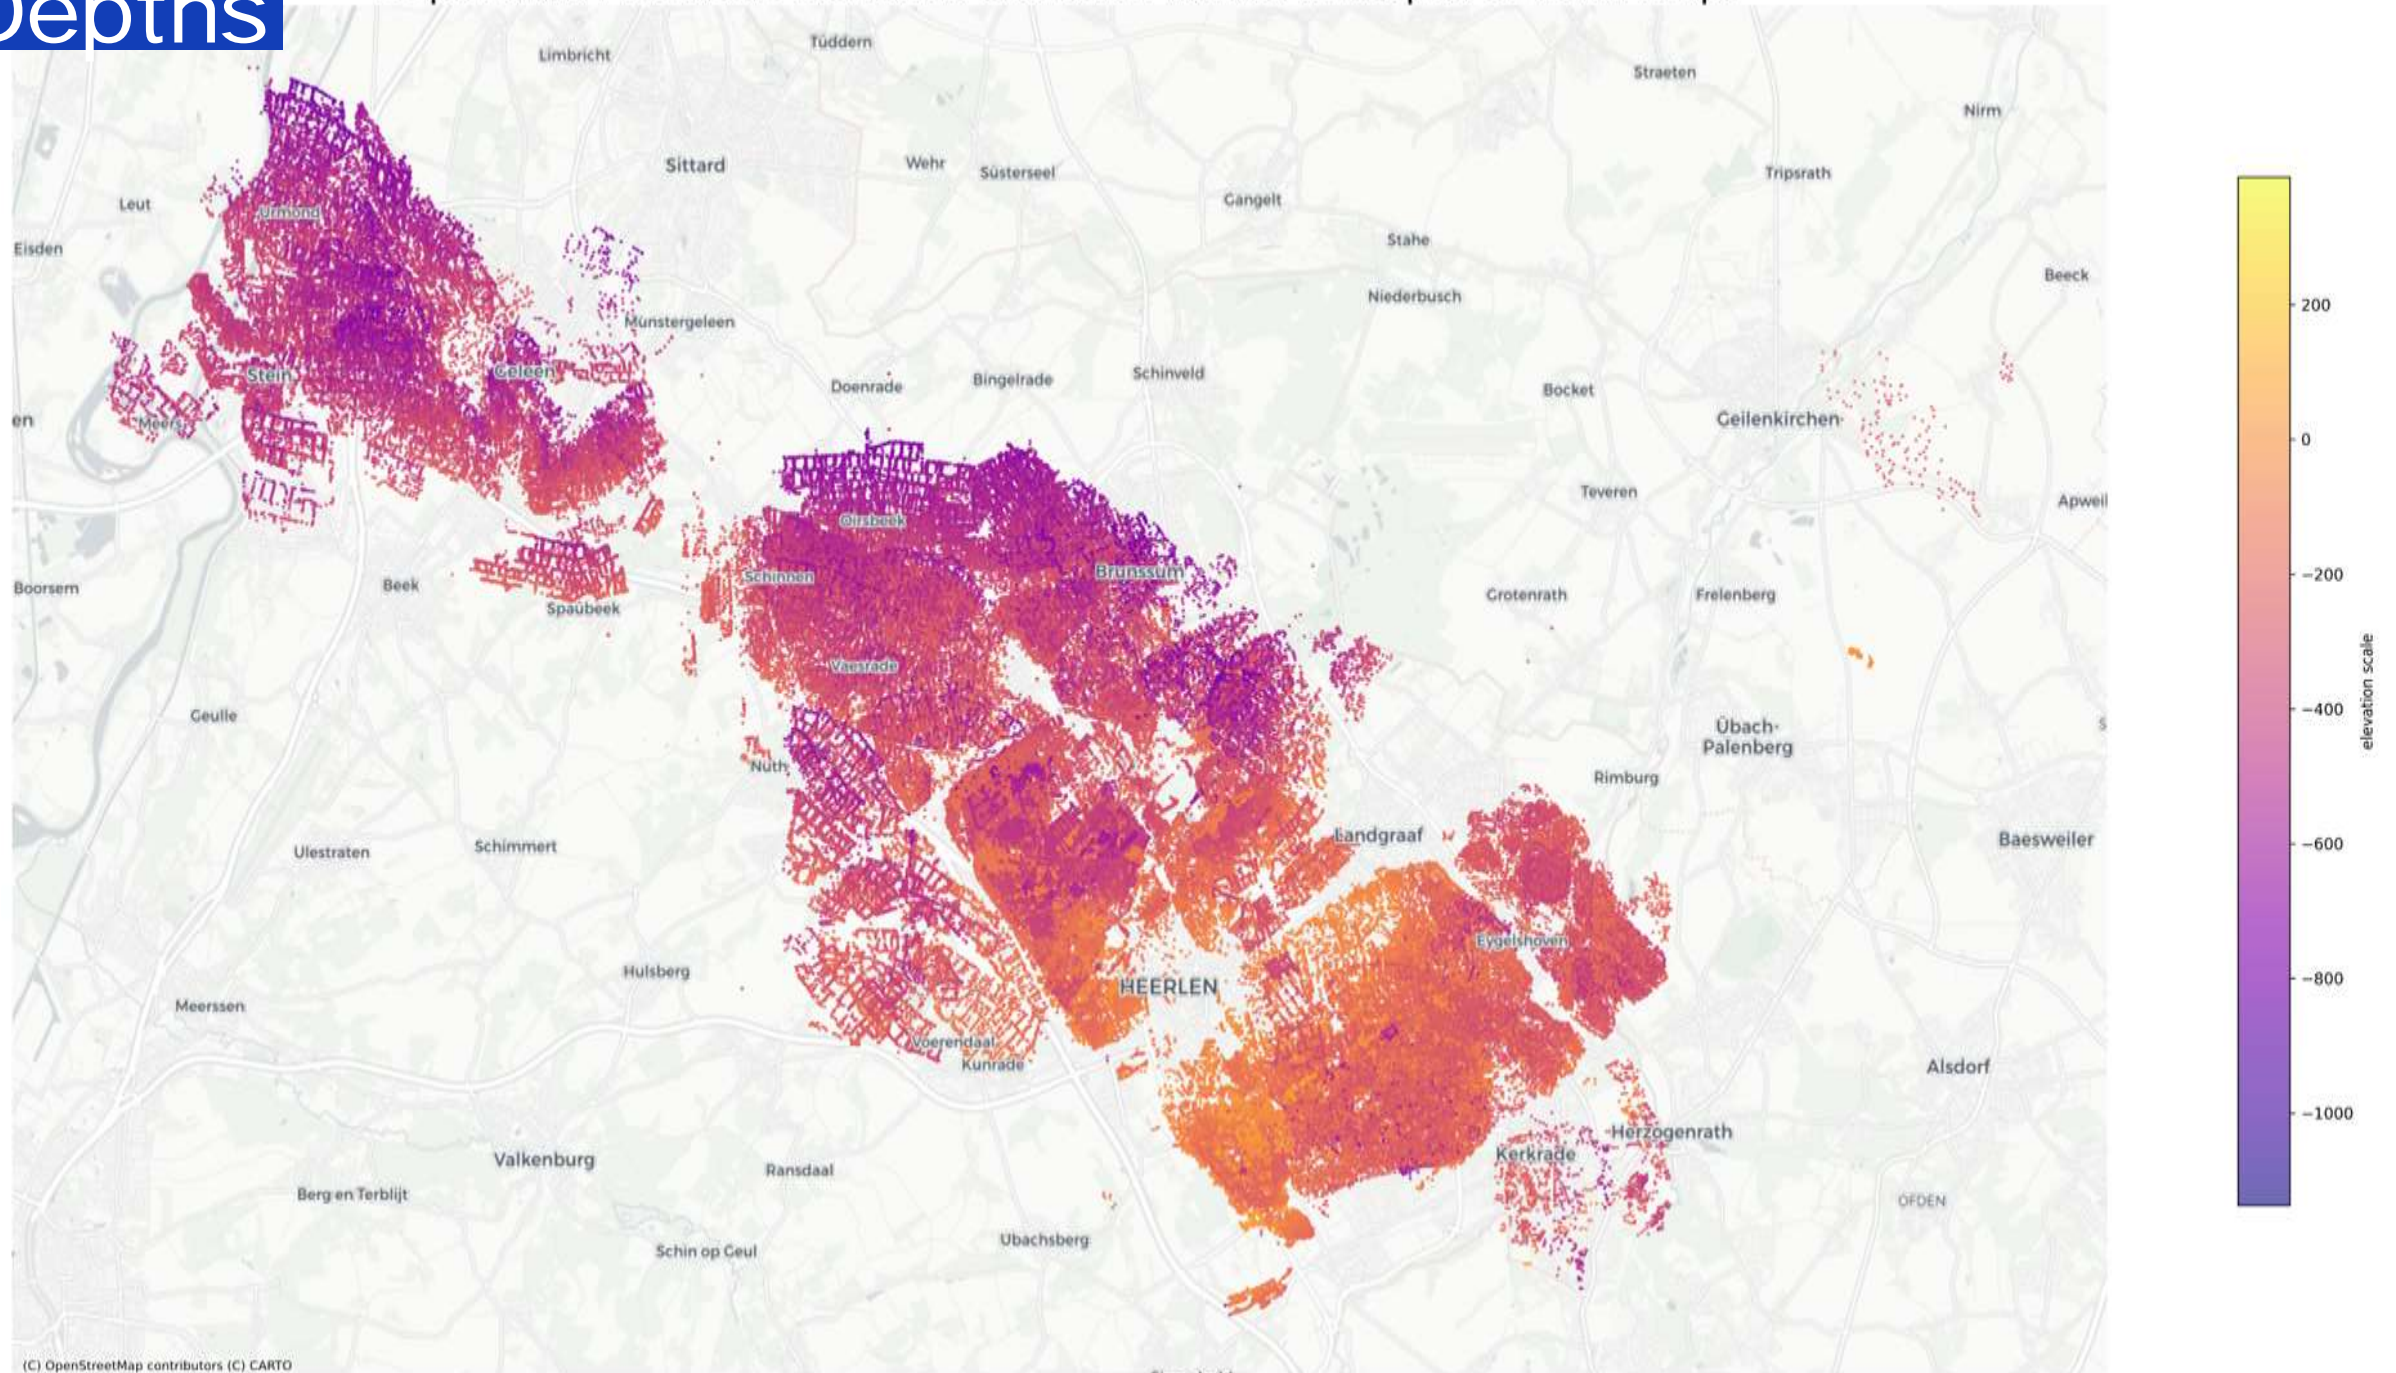 Depths
Limbricht
Tüddern
Straeten
Nirm
Sittard
Wehr
Süsterseel
Tripsrath
Leut
Urmond
Gangelt
Eisden
Stahe
Beeck
Niederbusch
Munstergeleen
Stein
Geleen
Doenrade
Bingelrade
Schinveld
Bocket
en
Meers
Geilenkirchen
Teveren
Apweil
Oirsbeek
Schinnen
Brunssum
Boorsem
Beek
Spaubeek
Grotenrath
Frelenberg
Vaesrade
Geulle
Übach-
Palenberg
S
Nuth
Rimburg
Ulestraten
Schimmert
Landgraaf
Baesweiler
Eygelshoven
Hulsberg
HEERLEN
Meerssen
Voerendaal
Kunrade
Alsdorf
Herzogenrath
Kerkrade
Valkenburg
Ransdaal
Berg en Terblijt
OFDEN
Schin op Geul
Ubachsberg
(C) OpenStreetMap contributors (C) CARTO
200
0
−200
−400
−600
−800
−1000
elevation scale